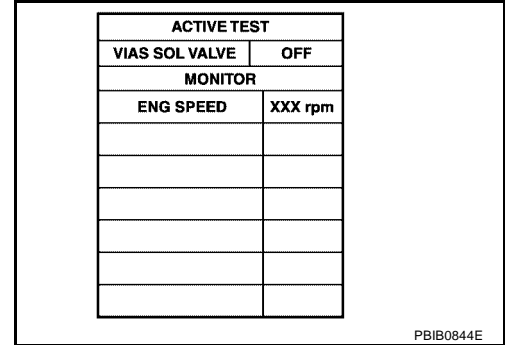 ACTIVE TEST
VIAS SOL VALVE OFF
MONITOR
ENG SPEED XXX rpm
PBIB0844E